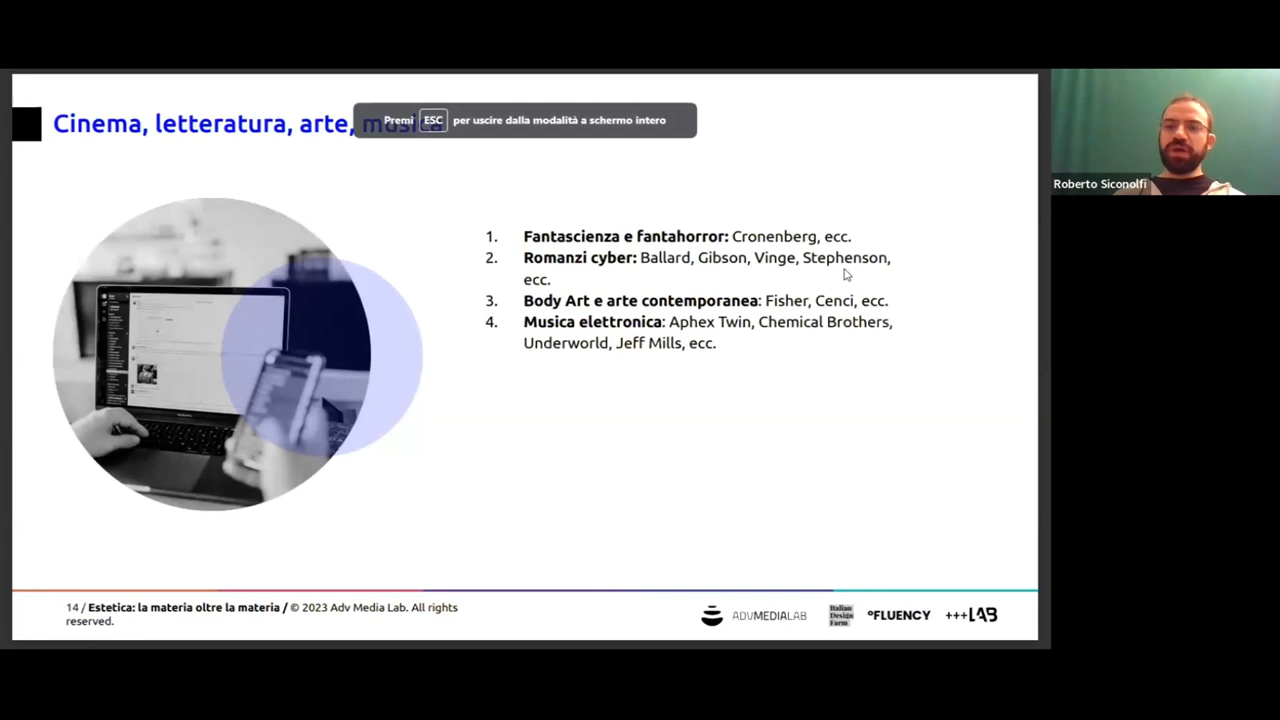 Cinema, letteratura, arte, musica
Premi ESC per uscire dalla modalità a schermo intero
Roberto Siconolfi
1. Fantascienza e fantahorror: Cronenberg, ecc.
2. Romanzi cyber: Ballard, Gibson, Vinge, Stephenson,
ecc.
3. Body Art e arte contemporanea: Fisher, Cenci, ecc.
4. Musica elettronica: Aphex Twin, Chemical Brothers,
Underworld, Jeff Mills, ecc.
14 / Estetica: la materia oltre la materia / © 2023 Adv Media Lab. All rights
reserved.
ADVMEDIALAB
Italian
Design
Farm
°FLUENCY
+++LAB